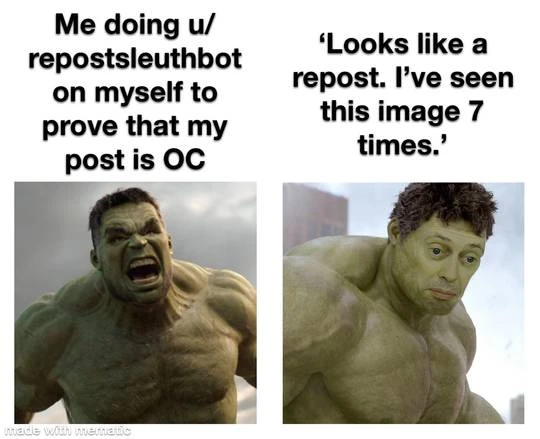 Me doing u/
repostsleuthbot
on myself to
prove that my
post is OC
‘Looks like a
repost. I’ve seen
this image 7
times.’
made with mematic